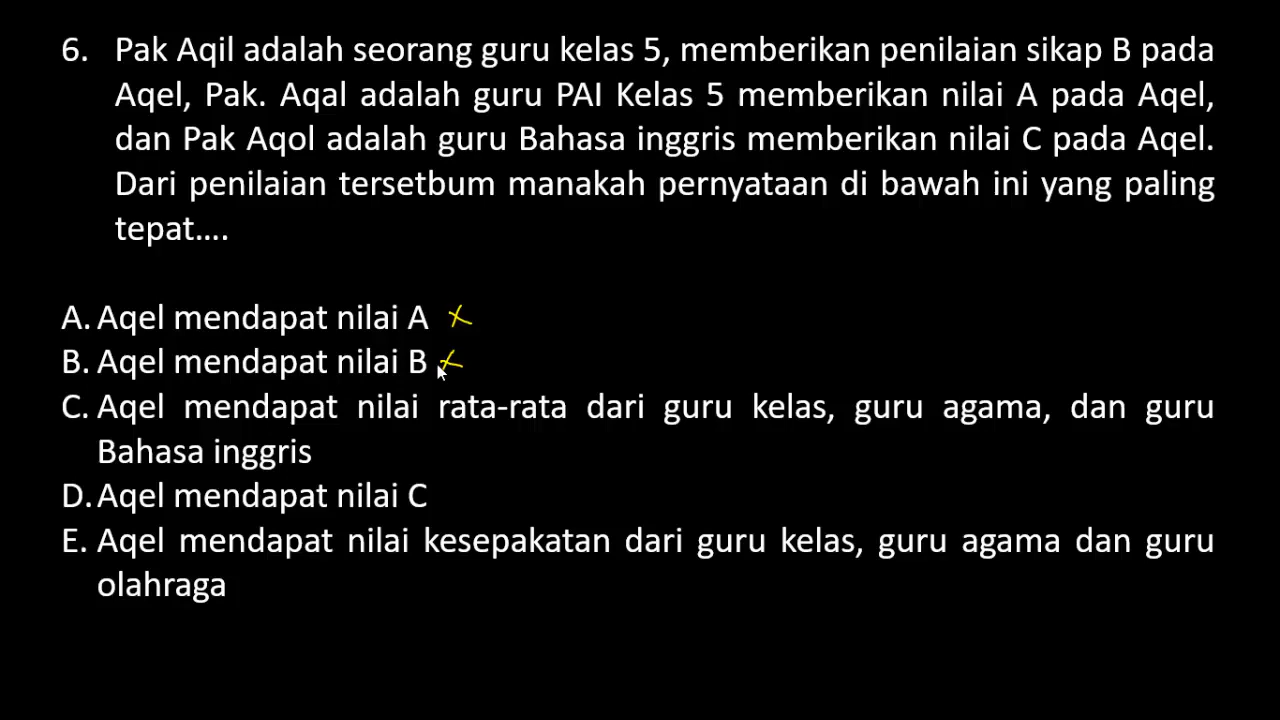 6. Pak Aqil adalah seorang guru kelas 5, memberikan penilaian sikap B pada
Aqel, Pak. Aqal adalah guru PAI Kelas 5 memberikan nilai A pada Aqel,
dan Pak Aqol adalah guru Bahasa inggris memberikan nilai C pada Aqel.
Dari penilaian tersetbum manakah pernyataan di bawah ini yang paling
tepat....
A. Aqel mendapat nilai A
B. Aqel mendapat nilai B
C. Aqel mendapat nilai rata-rata dari guru kelas, guru agama, dan guru
Bahasa inggris
D. Aqel mendapat nilai C
E. Aqel mendapat nilai kesepakatan dari guru kelas, guru agama dan guru
olahraga